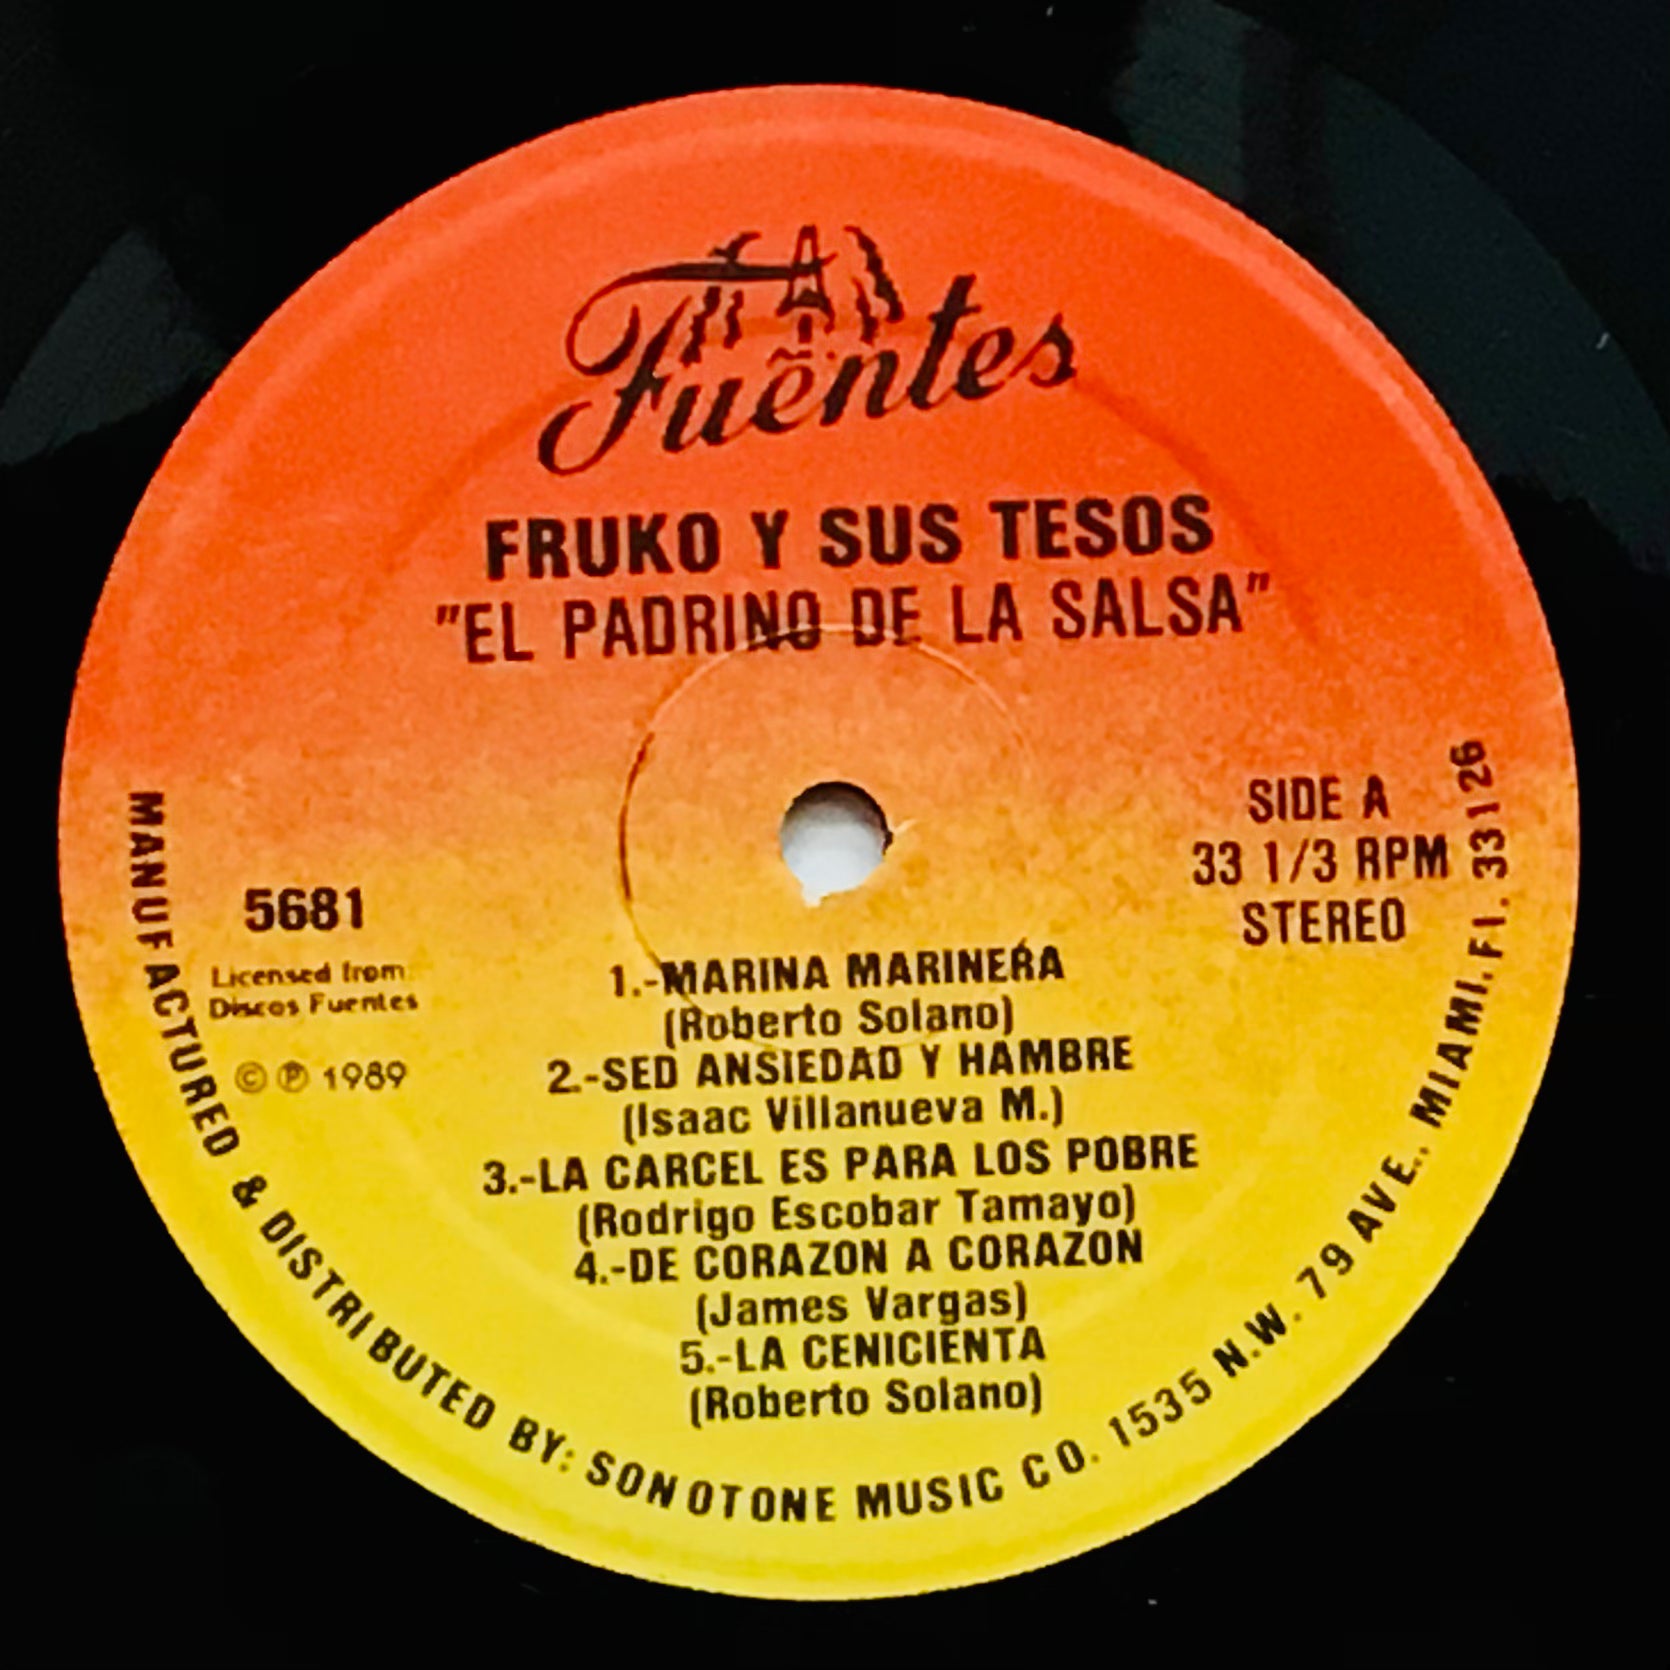 Fuentes
FRUKO Y SUS TESOS
"EL PADRINO DE LA SALSA"
SIDE A
33 1/3 RPM
STEREO
5681
Licensed from
Discos Fuentes
© ℗ 1989
1.-MARINA MARINERA
(Roberto Solano)
2.-SED ANSIEDAD Y HAMBRE
(Isaac Villanueva M.)
3.-LA CARCEL ES PARA LOS POBRE
(Rodrigo Escobar Tamayo)
4.-DE CORAZON A CORAZON
(James Vargas)
5.-LA CENICIENTA
(Roberto Solano)
MANUFACTURED & DISTRIBUTED BY: SONOTONE MUSIC CO. 1535 N.W. 79 AVE., MIAMI. Fl. 33126